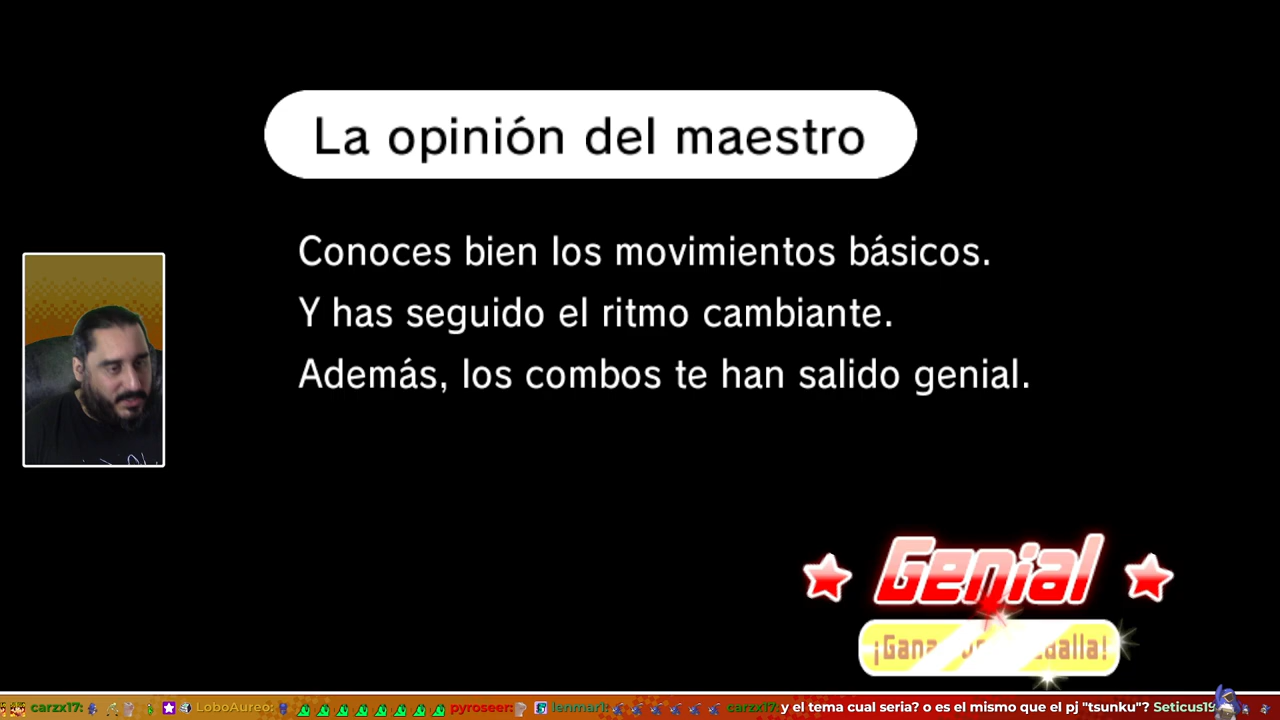 La opinión del maestro
Conoces bien los movimientos básicos.
Y has seguido el ritmo cambiante.
Además, los combos te han salido genial.
Genial
carzx17: LoboAureo: pyroseer: lenmar1: carzx17: y el tema cual seria? o es el mismo que el pj "tsunku"? Seticus19